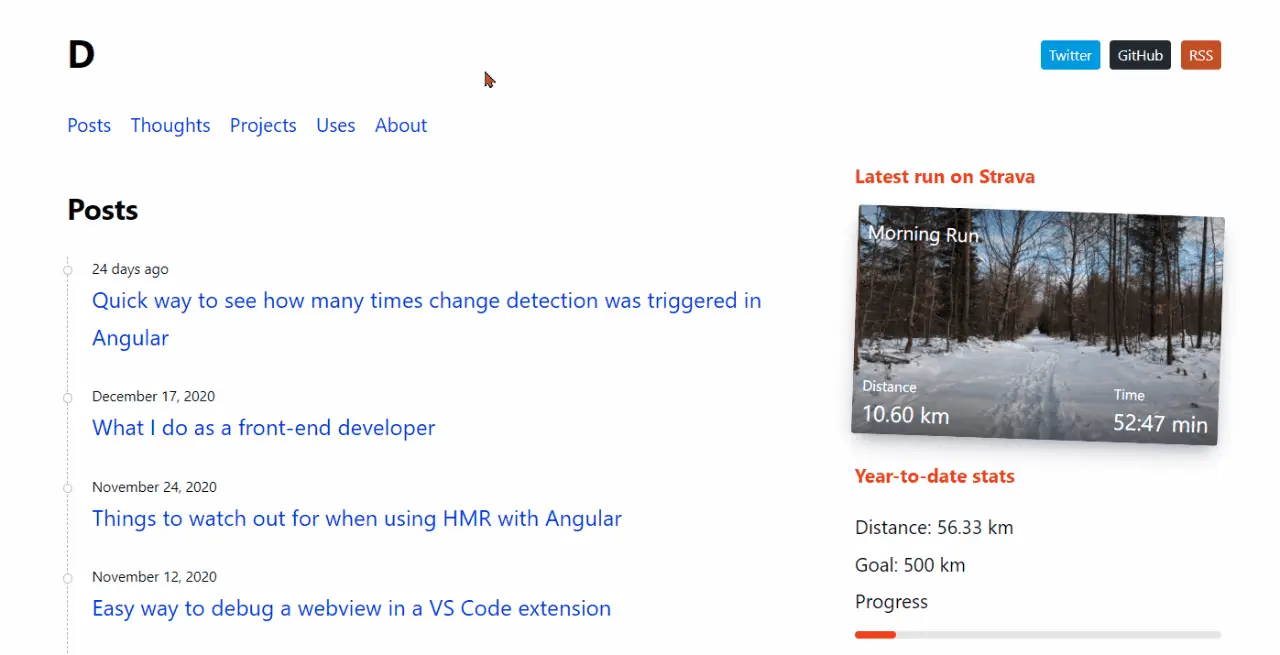 D
Twitter GitHub RSS
Posts Thoughts Projects Uses About
Posts
24 days ago
Quick way to see how many times change detection was triggered in
Angular
December 17, 2020
What I do as a front-end developer
November 24, 2020
Things to watch out for when using HMR with Angular
November 12, 2020
Easy way to debug a webview in a VS Code extension
Latest run on Strava
Morning Run
Distance
10.60 km
Time
52:47 min
Year-to-date stats
Distance: 56.33 km
Goal: 500 km
Progress